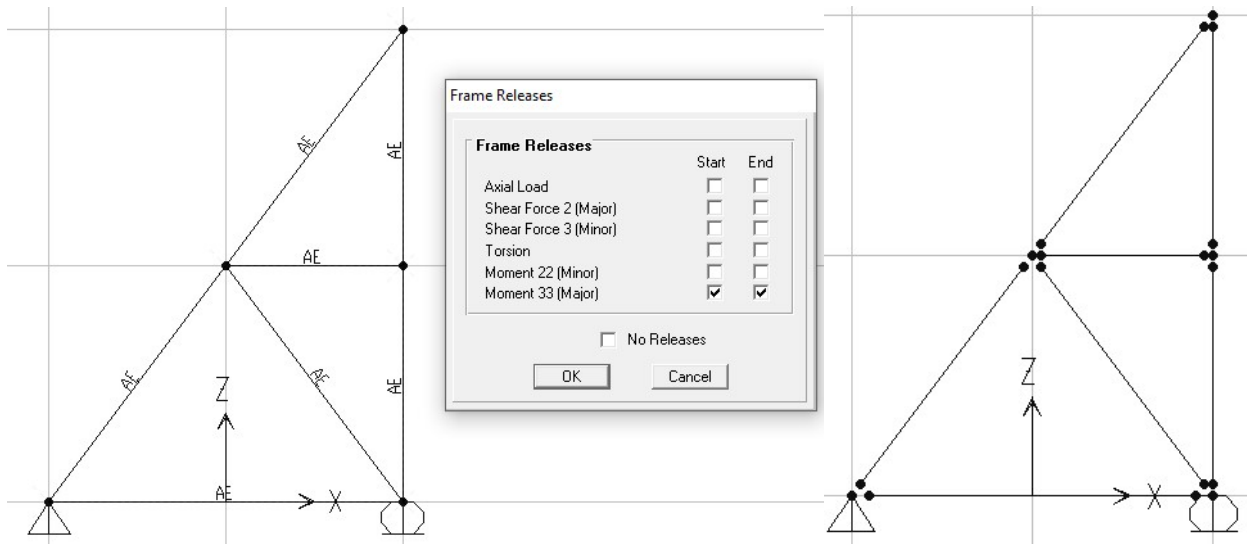 AE
AE
AE
AE
AE
AE
Z
AE
X
Frame Releases
Frame Releases
Start End
Axial Load
Shear Force 2 (Major)
Shear Force 3 (Minor)
Torsion
Moment 22 (Minor)
Moment 33 (Major)
No Releases
OK Cancel
Z
X